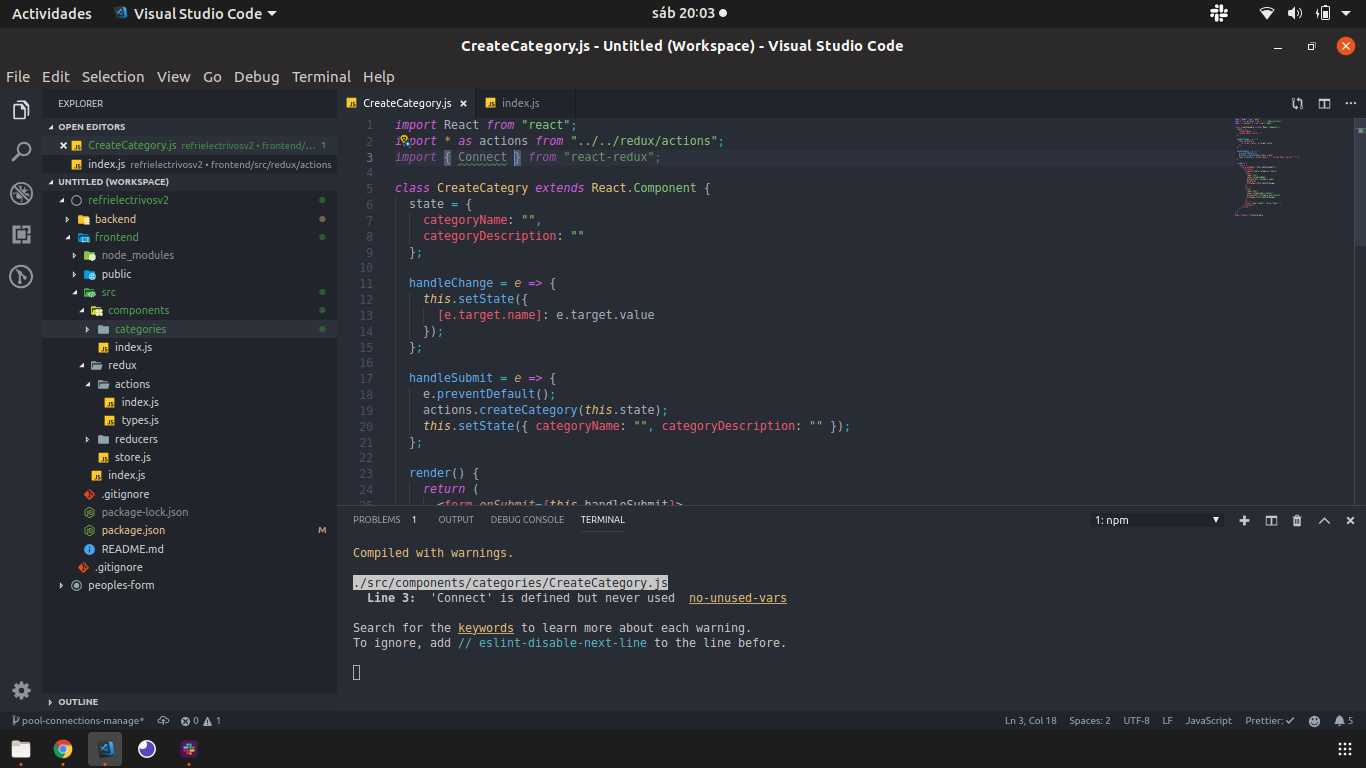 Actividades
Visual Studio Code
sáb 20:03
CreateCategory.js - Untitled (Workspace) - Visual Studio Code
File Edit Selection View Go Debug Terminal Help
EXPLORER
OPEN EDITORS
CreateCategory.js refrielectrivosv2 • frontend/... 1
index.js refrielectrivosv2 • frontend/src/redux/actions
UNTITLED (WORKSPACE)
refrielectrivosv2
backend
frontend
node_modules
public
src
components
categories
index.js
redux
actions
index.js
types.js
reducers
store.js
index.js
.gitignore
package-lock.json
package.json M
README.md
.gitignore
peoples-form
OUTLINE
CreateCategory.js
index.js
1 import React from "react";
2 import * as actions from "../../redux/actions";
3 import { Connect } from "react-redux";
4
5 class CreateCategry extends React.Component {
6 state = {
7 categoryName: "",
8 categoryDescription: ""
9 };
10
11 handleChange = e => {
12 this.setState({
13 [e.target.name]: e.target.value
14 });
15 };
16
17 handleSubmit = e => {
18 e.preventDefault();
19 actions.createCategory(this.state);
20 this.setState({ categoryName: "", categoryDescription: "" });
21 };
22
23 render() {
24 return (
25 <form onSubmit={this.handleSubmit}>
PROBLEMS 1 OUTPUT DEBUG CONSOLE TERMINAL
1: npm
Compiled with warnings.
./src/components/categories/CreateCategory.js
Line 3: 'Connect' is defined but never used no-unused-vars
Search for the keywords to learn more about each warning.
To ignore, add // eslint-disable-next-line to the line before.
pool-connections-manage* 0 1
Ln 3, Col 18 Spaces: 2 UTF-8 LF JavaScript Prettier: ✓ 5